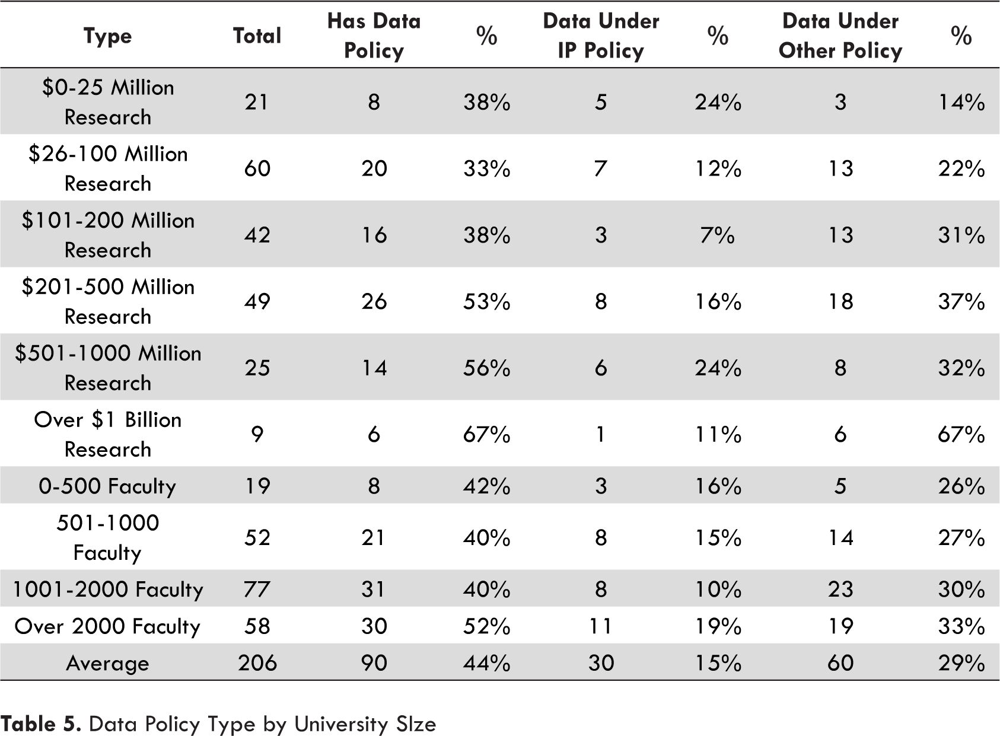 Type Total Has Data Policy % Data Under IP Policy % Data Under Other Policy %
$0-25 Million Research 21 8 38% 5 24% 3 14%
$26-100 Million Research 60 20 33% 7 12% 13 22%
$101-200 Million Research 42 16 38% 3 7% 13 31%
$201-500 Million Research 49 26 53% 8 16% 18 37%
$501-1000 Million Research 25 14 56% 6 24% 8 32%
Over $1 Billion Research 9 6 67% 1 11% 6 67%
0-500 Faculty 19 8 42% 3 16% 5 26%
501-1000 Faculty 52 21 40% 8 15% 14 27%
1001-2000 Faculty 77 31 40% 8 10% 23 30%
Over 2000 Faculty 58 30 52% 11 19% 19 33%
Average 206 90 44% 30 15% 60 29%
Table 5. Data Policy Type by University SIze